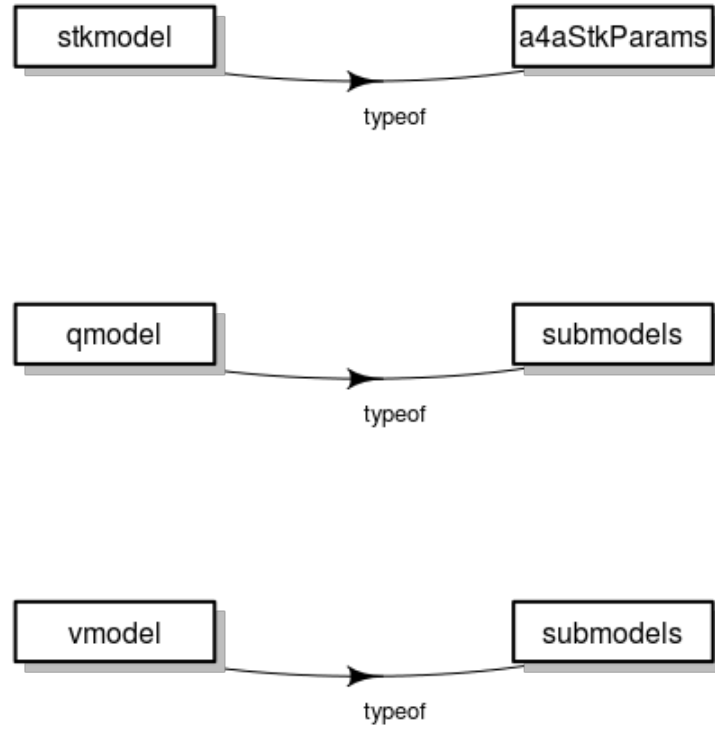 stkmodel
a4aStkParams
typeof
qmodel
submodels
typeof
vmodel
submodels
typeof